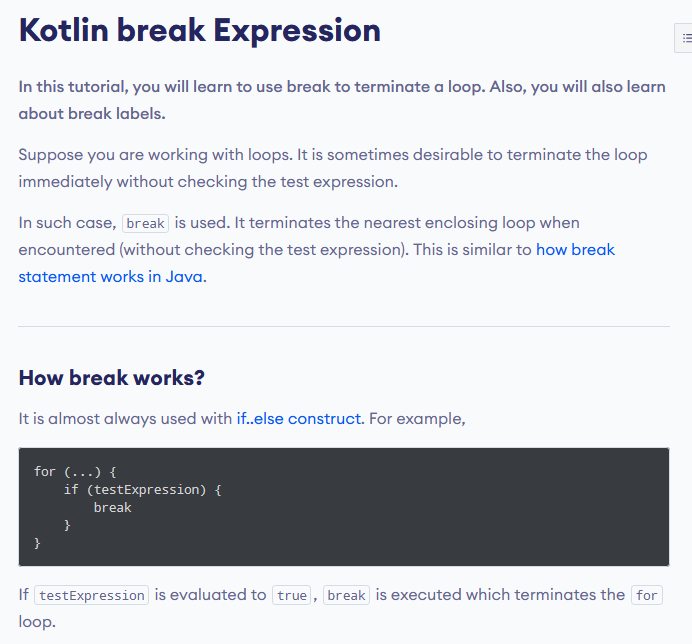 Kotlin break Expression
In this tutorial, you will learn to use break to terminate a loop. Also, you will also learn
about break labels.
Suppose you are working with loops. It is sometimes desirable to terminate the loop
immediately without checking the test expression.
In such case, break is used. It terminates the nearest enclosing loop when
encountered (without checking the test expression). This is similar to how break
statement works in Java.
How break works?
It is almost always used with if..else construct. For example,
for (...) {
    if (testExpression) {
        break
    }
}
If testExpression is evaluated to true , break is executed which terminates the for
loop.